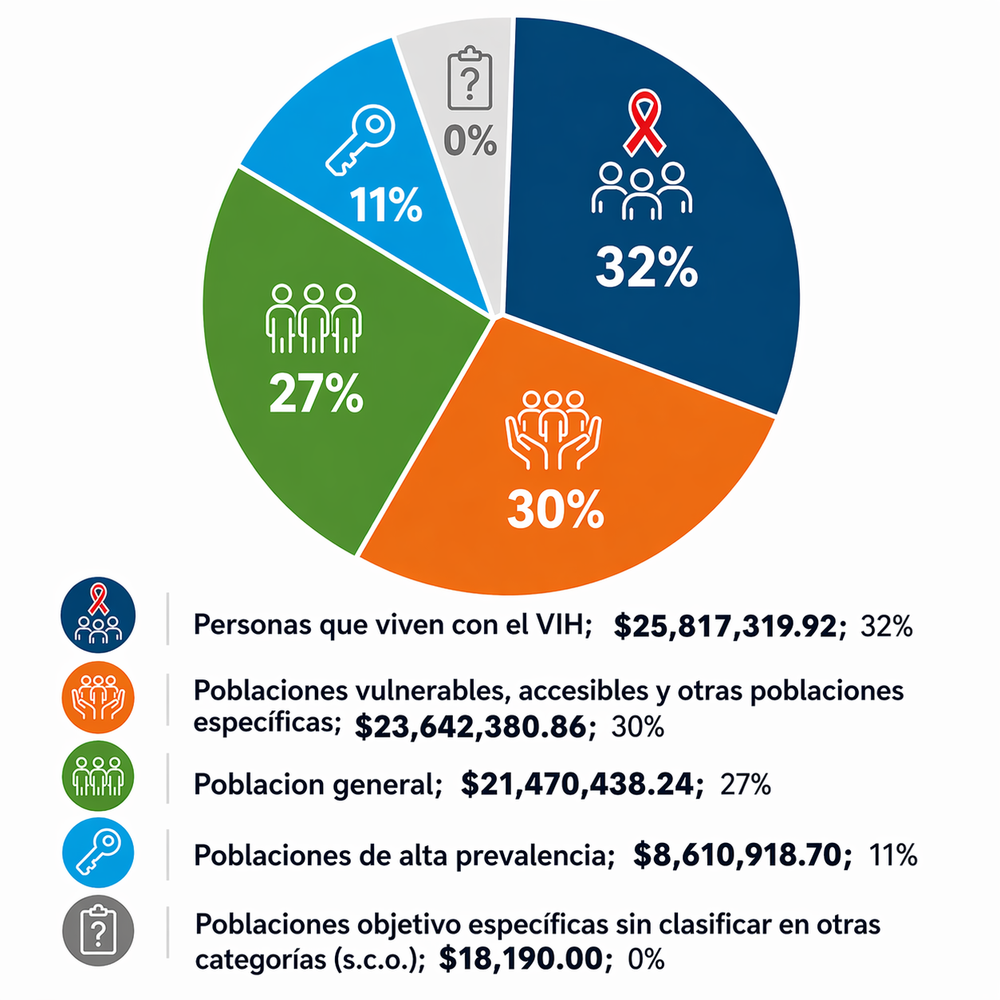 ?
0%
32%
11%
27%
30%
Personas que viven con el VIH; $25,817,319.92; 32%
Poblaciones vulnerables, accesibles y otras poblaciones
específicas; $23,642,380.86; 30%
Poblacion general; $21,470,438.24; 27%
Poblaciones de alta prevalencia; $8,610,918.70; 11%
?
Poblaciones objetivo específicas sin clasificar en otras
categorías (s.c.o.); $18,190.00; 0%